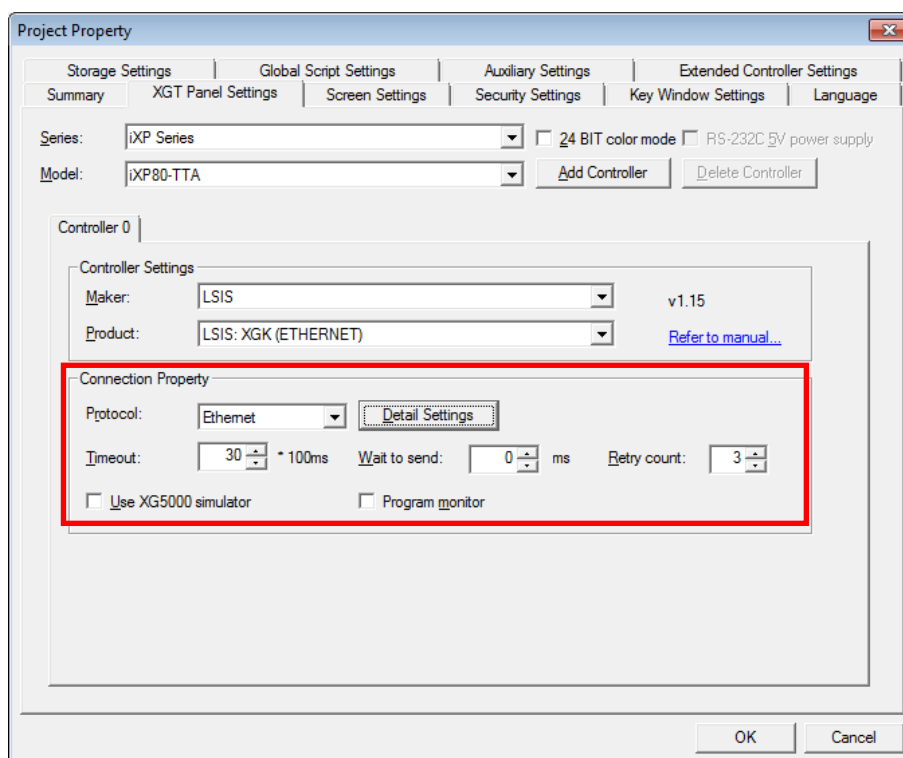 Project Property
Storage Settings Global Script Settings Auxiliary Settings Extended Controller Settings
Summary XGT Panel Settings Screen Settings Security Settings Key Window Settings Language
Series: iXP Series 24 BIT color mode RS-232C 5V power supply
Model: iXP80-TTA Add Controller Delete Controller
Controller 0
Controller Settings
Maker: LSIS v1.15
Product: LSIS: XGK (ETHERNET) Refer to manual...
Connection Property
Protocol: Ethernet Detail Settings
Timeout: 30 * 100ms Wait to send: 0 ms Retry count: 3
Use XG5000 simulator Program monitor
OK Cancel